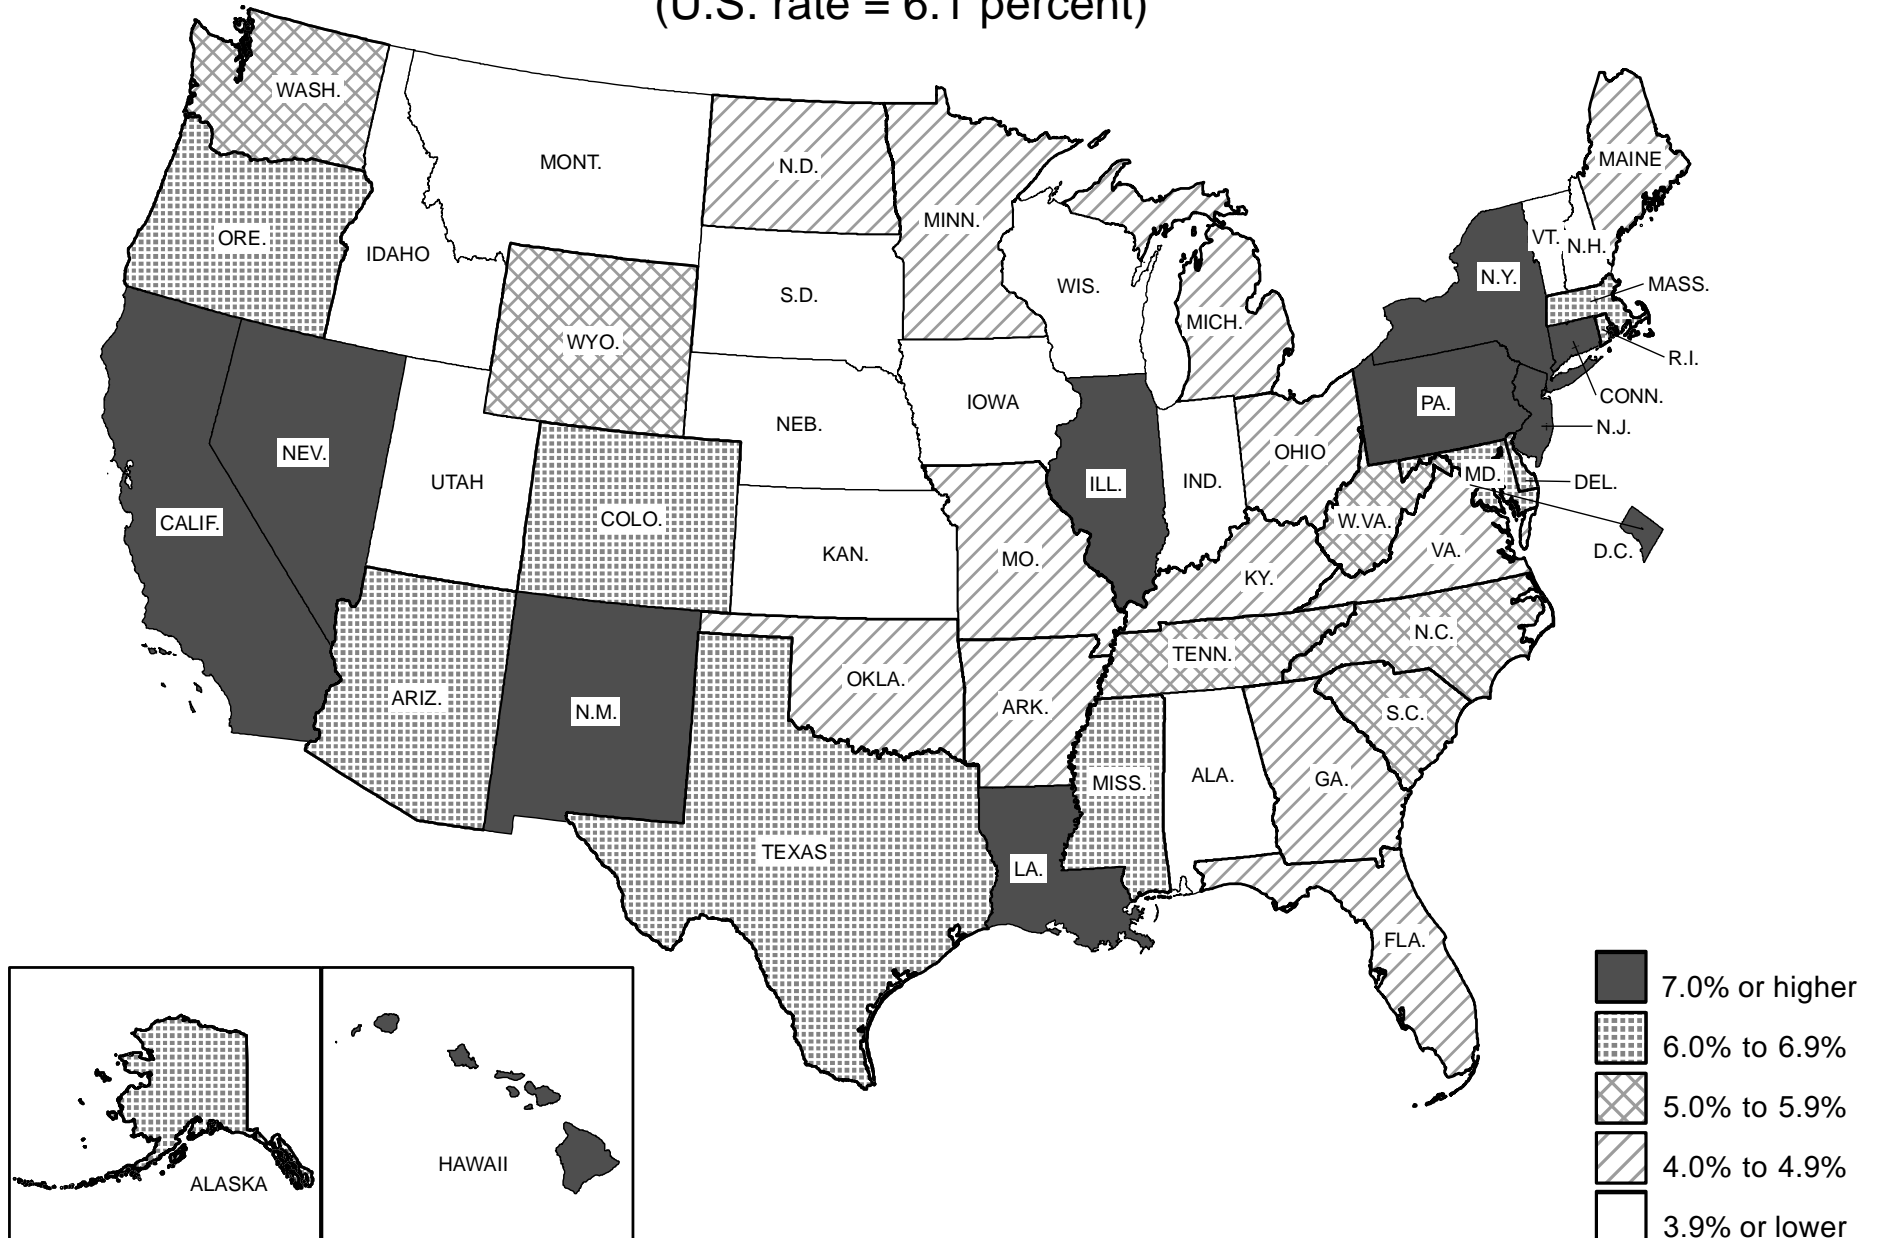 (U.S. rate = 6.1 percent)
WASH.
MONT.
N.D.
MINN.
MAINE
ORE.
IDAHO
WYO.
S.D.
WIS.
MICH.
N.Y.
VT.
N.H.
MASS.
R.I.
CONN.
N.J.
PA.
NEV.
UTAH
COLO.
NEB.
IOWA
ILL.
IND.
OHIO
MD.
DEL.
D.C.
W.VA.
VA.
CALIF.
KAN.
MO.
KY.
N.C.
TENN.
ARIZ.
N.M.
OKLA.
ARK.
S.C.
MISS.
ALA.
GA.
TEXAS
LA.
FLA.
ALASKA
HAWAII
7.0% or higher
6.0% to 6.9%
5.0% to 5.9%
4.0% to 4.9%
3.9% or lower